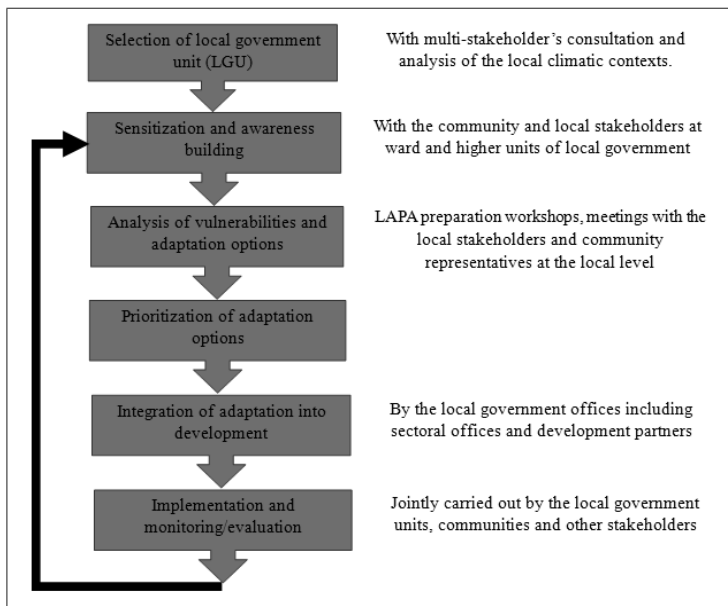 Selection of local government
unit (LGU)
With multi-stakeholder’s consultation and
analysis of the local climatic contexts.
Sensitization and awareness
building
With the community and local stakeholders at
ward and higher units of local government
Analysis of vulnerabilities and
adaptation options
LAPA preparation workshops, meetings with the
local stakeholders and community
representatives at the local level
Prioritization of adaptation
options
Integration of adaptation into
development
By the local government offices including
sectoral offices and development partners
Implementation and
monitoring/evaluation
Jointly carried out by the local government
units, communities and other stakeholders